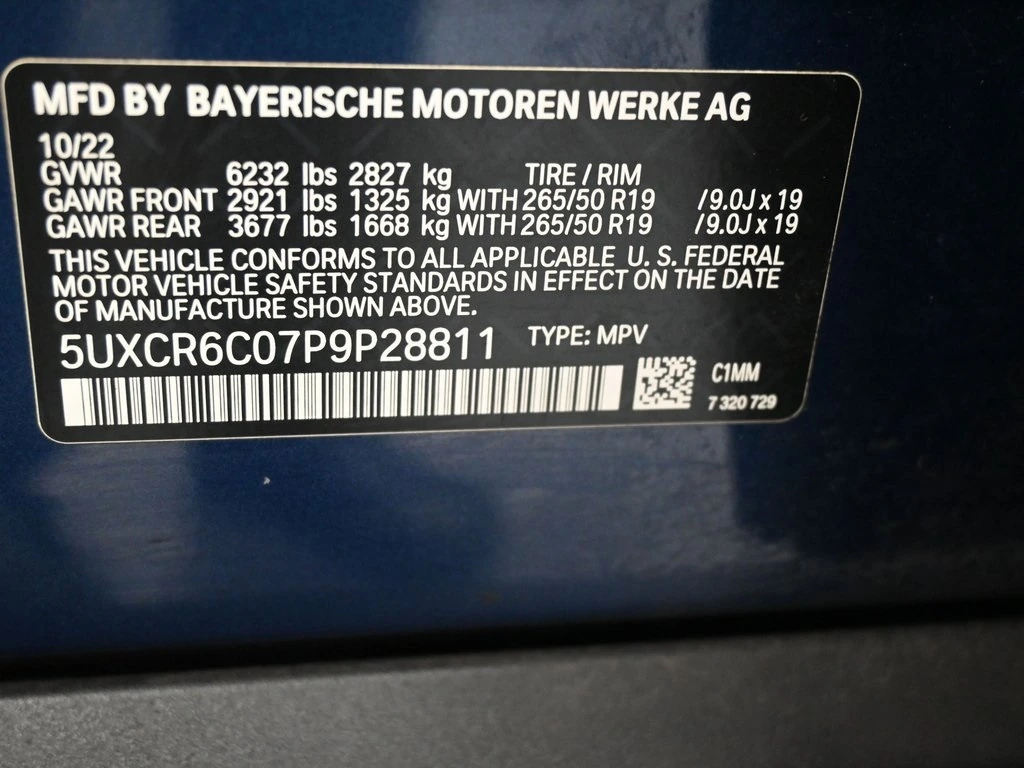 MFD BY BAYERISCHE MOTOREN WERKE AG
10/22
GVWR 6232 lbs 2827 kg TIRE / RIM
GAWR FRONT 2921 lbs 1325 kg WITH 265/50 R19 / 9.0J x 19
GAWR REAR 3677 lbs 1668 kg WITH 265/50 R19 / 9.0J x 19
THIS VEHICLE CONFORMS TO ALL APPLICABLE U. S. FEDERAL
MOTOR VEHICLE SAFETY STANDARDS IN EFFECT ON THE DATE
OF MANUFACTURE SHOWN ABOVE.
5UXCR6C07P9P28811 TYPE: MPV
C1MM
7 320 729